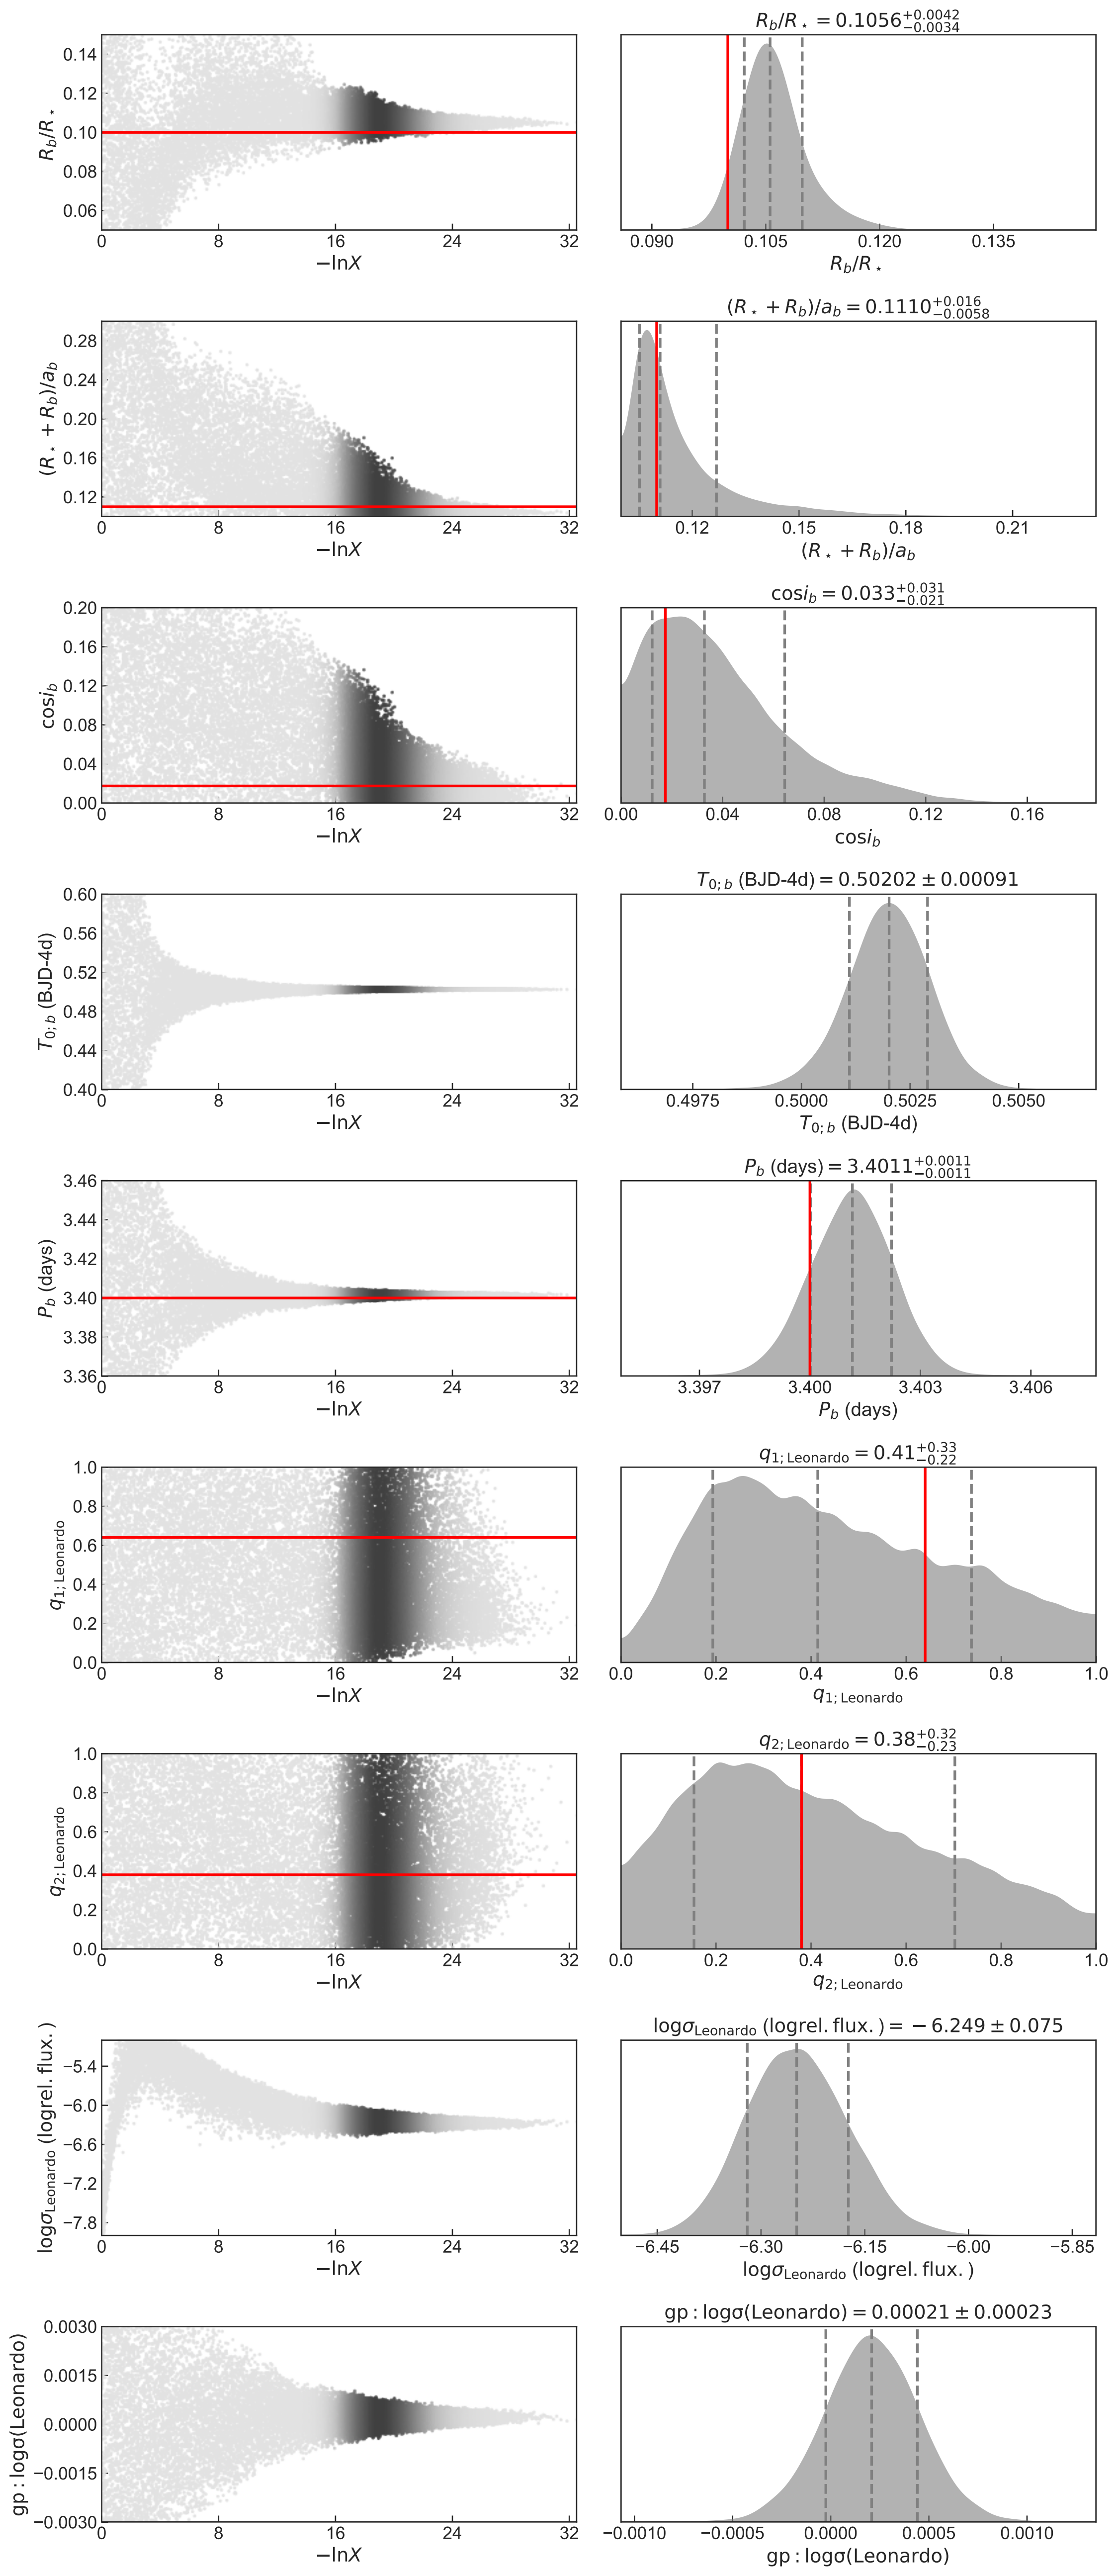 R_b/R⋆ = 0.1056^{+0.0042}_{−0.0034}
R_b/R⋆
0.14
0.12
0.10
0.08
0.06
0 8 16 24 32
0.090 0.105 0.120 0.135
−lnX
R_b/R⋆
(R⋆ + R_b)/a_b = 0.1110^{+0.016}_{−0.0058}
(R⋆ + R_b)/a_b
0.28
0.24
0.20
0.16
0.12
0 8 16 24 32
0.12 0.15 0.18 0.21
−lnX
(R⋆ + R_b)/a_b
cosi_b = 0.033^{+0.031}_{−0.021}
cosi_b
0.20
0.16
0.12
0.08
0.04
0.00
0 8 16 24 32
0.00 0.04 0.08 0.12 0.16
−lnX
cosi_b
T_{0;b} (BJD-4d) = 0.50202 ± 0.00091
T_{0;b} (BJD-4d)
0.60
0.56
0.52
0.48
0.44
0.40
0 8 16 24 32
0.4975 0.5000 0.5025 0.5050
−lnX
T_{0;b} (BJD-4d)
P_b (days) = 3.4011^{+0.0011}_{−0.0011}
P_b (days)
3.46
3.44
3.42
3.40
3.38
3.36
0 8 16 24 32
3.397 3.400 3.403 3.406
−lnX
P_b (days)
q_{1; Leonardo} = 0.41^{+0.33}_{−0.22}
q_{1; Leonardo}
1.0
0.8
0.6
0.4
0.2
0.0
0 8 16 24 32
0.0 0.2 0.4 0.6 0.8 1.0
−lnX
q_{1; Leonardo}
q_{2; Leonardo} = 0.38^{+0.32}_{−0.23}
q_{2; Leonardo}
1.0
0.8
0.6
0.4
0.2
0.0
0 8 16 24 32
0.0 0.2 0.4 0.6 0.8 1.0
−lnX
q_{2; Leonardo}
logσ_{Leonardo} (logrel. flux.) = −6.249 ± 0.075
logσ_{Leonardo} (logrel. flux.)
−5.4
−6.0
−6.6
−7.2
−7.8
0 8 16 24 32
−6.45 −6.30 −6.15 −6.00 −5.85
−lnX
logσ_{Leonardo} (logrel. flux.)
gp : logσ(Leonardo) = 0.00021 ± 0.00023
gp : logσ(Leonardo)
0.0030
0.0015
0.0000
−0.0015
−0.0030
0 8 16 24 32
−0.0010 −0.0005 0.0000 0.0005 0.0010
−lnX
gp : logσ(Leonardo)